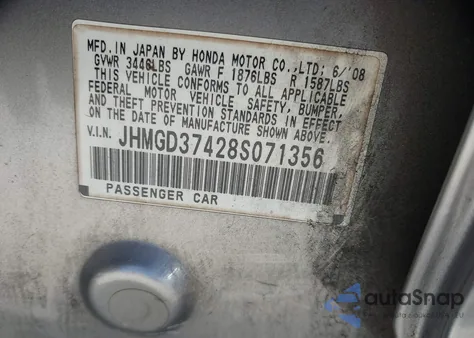 MFD. IN JAPAN BY HONDA MOTOR CO., LTD; 6/'08
GVWR 3446LBS GAWR F 1876LBS R 1587LBS
THIS VEHICLE CONFORMS TO ALL APPLICABLE
FEDERAL MOTOR VEHICLE SAFETY, BUMPER,
AND THEFT PREVENTION STANDARDS IN EFFECT
ON THE DATE OF MANUFACTURE SHOWN ABOVE.
V.I.N. JHMGD37428S071356
PASSENGER CAR
autoSnap